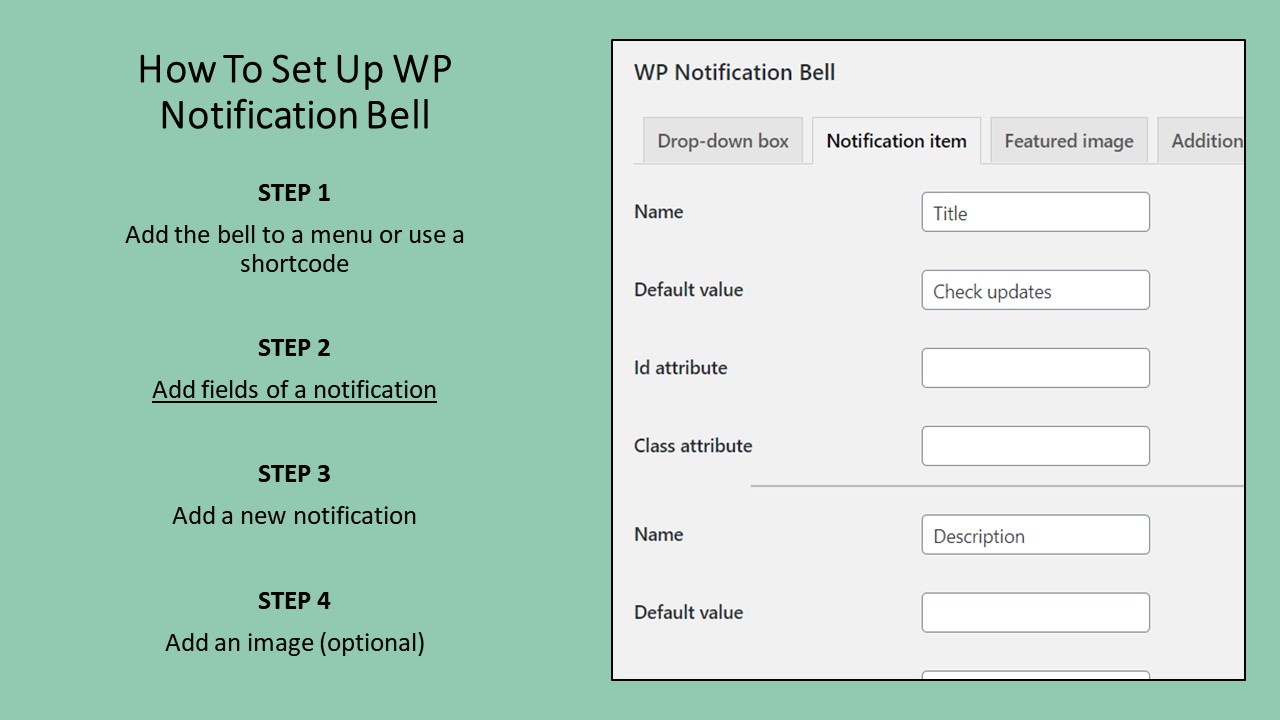 How To Set Up WP
Notification Bell
STEP 1
Add the bell to a menu or use a
shortcode
STEP 2
Add fields of a notification
STEP 3
Add a new notification
STEP 4
Add an image (optional)
WP Notification Bell
Drop-down box Notification item Featured image Addition
Name Title
Default value Check updates
Id attribute
Class attribute
Name Description
Default value